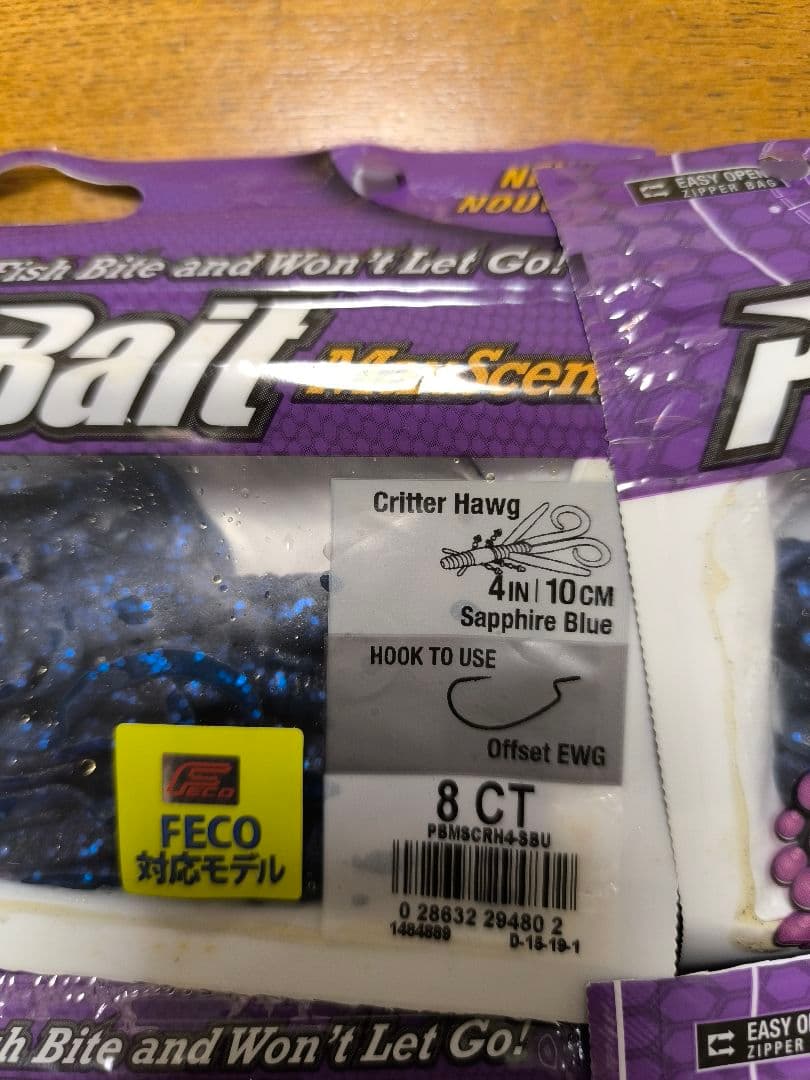 EASY OPEN
ZIPPER BAG
Fish Bite and Won't Let Go!
Bait
MaxScen
Critter Hawg
4IN | 10CM
Sapphire Blue
HOOK TO USE
Offset EWG
8 CT
PBMSCRH4-SBU
0 28632 29480 2
1484889
D-15-19-1
FECO
FECO
対応モデル
h Bite and Won't Let Go!
EASY O
ZIPPER